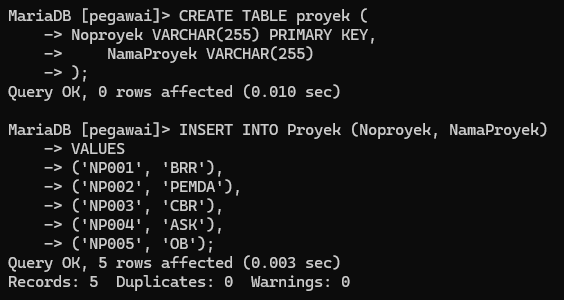 MariaDB [pegawai]> CREATE TABLE proyek (
    -> Noproyek VARCHAR(255) PRIMARY KEY,
    ->     NamaProyek VARCHAR(255)
    -> );
Query OK, 0 rows affected (0.010 sec)

MariaDB [pegawai]> INSERT INTO Proyek (Noproyek, NamaProyek)
    -> VALUES
    -> ('NP001', 'BRR'),
    -> ('NP002', 'PEMDA'),
    -> ('NP003', 'CBR'),
    -> ('NP004', 'ASK'),
    -> ('NP005', 'OB');
Query OK, 5 rows affected (0.003 sec)
Records: 5  Duplicates: 0  Warnings: 0